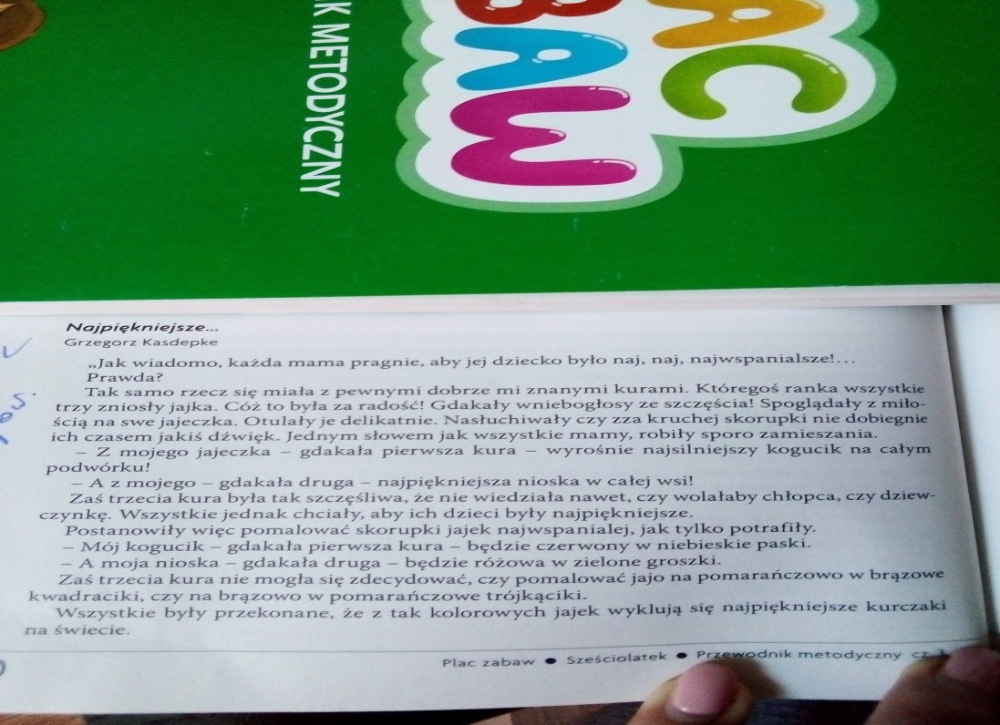 AC
BAW
K METODYCZNY
Najpiękniejsze...
Grzegorz Kasdepke
„Jak wiadomo, każda mama pragnie, aby jej dziecko było naj, naj, najwspanialsze!...
Prawda?
Tak samo rzecz się miała z pewnymi dobrze mi znanymi kurami. Któregoś ranka wszystkie
trzy zniosły jajka. Cóż to była za radość! Gdakały wniebogłosy ze szczęścia! Spoglądały z miło-
ścią na swe jajeczka. Otulały je delikatnie. Nasłuchiwały czy zza kruchej skorupki nie dobiegnie
ich czasem jakiś dźwięk. Jednym słowem jak wszystkie mamy, robiły sporo zamieszania.
– Z mojego jajeczka – gdakała pierwsza kura – wyrośnie najsilniejszy kogucik na całym
podwórku!
– A z mojego – gdakała druga – najpiękniejsza nioska w całej wsi!
Zaś trzecia kura była tak szczęśliwa, że nie wiedziała nawet, czy wolałaby chłopca, czy dziew-
czynkę. Wszystkie jednak chciały, aby ich dzieci były najpiękniejsze.
Postanowiły więc pomalować skorupki jajek najwspanialej, jak tylko potrafiły.
– Mój kogucik – gdakała pierwsza kura – będzie czerwony w niebieskie paski.
– A moja nioska – gdakała druga – będzie różowa w zielone groszki.
Zaś trzecia kura nie mogła się zdecydować, czy pomalować jajo na pomarańczowo w brązowe
kwadraciki, czy na brązowo w pomarańczowe trójkąciki.
Wszystkie były przekonane, że z tak kolorowych jajek wyklują się najpiękniejsze kurczaki
na świecie.
Plac zabaw ● Sześciolatek ● Przewodnik metodyczny cz.